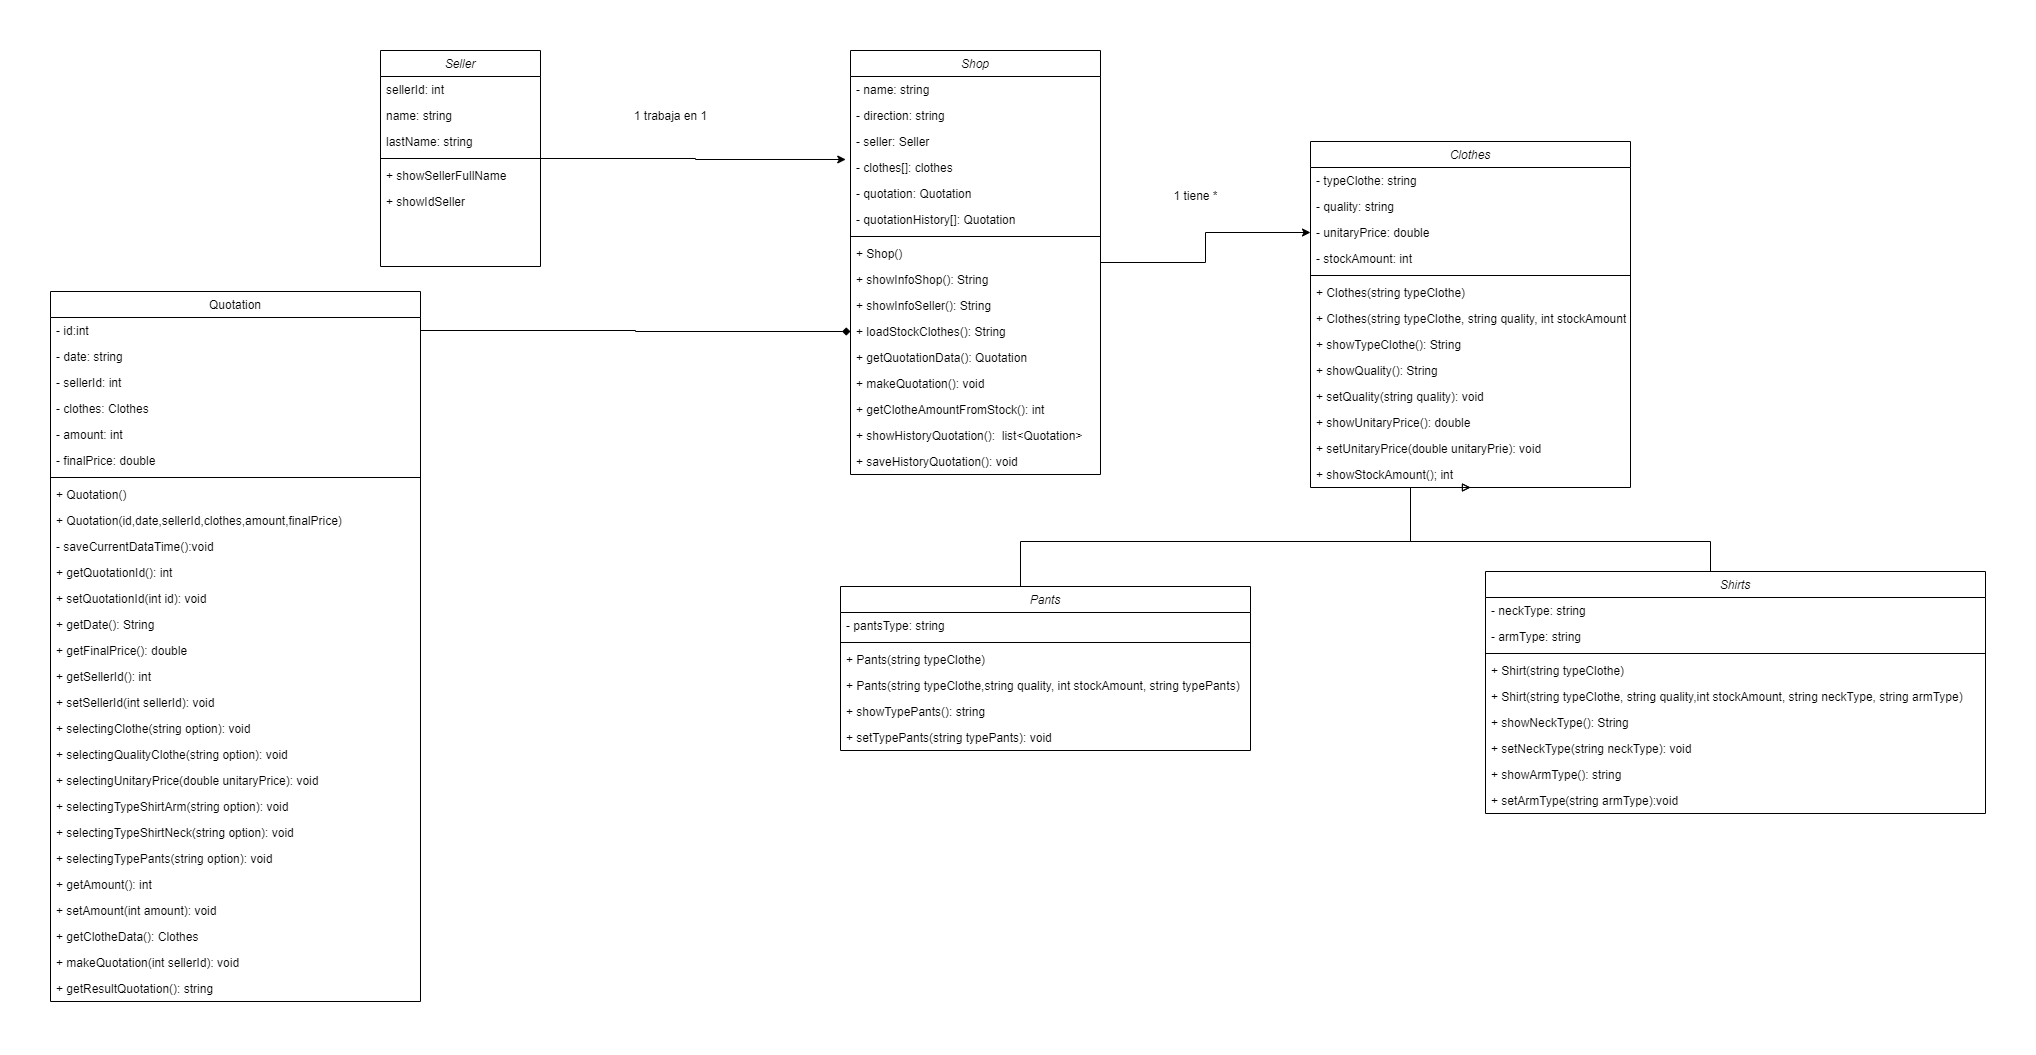 Seller
sellerId: int
name: string
lastName: string
+ showSellerFullName
+ showIdSeller
1 trabaja en 1
Shop
- name: string
- direction: string
- seller: Seller
- clothes[]: clothes
- quotation: Quotation
- quotationHistory[]: Quotation
+ Shop()
+ showInfoShop(): String
+ showInfoSeller(): String
+ loadStockClothes(): String
+ getQuotationData(): Quotation
+ makeQuotation(): void
+ getClotheAmountFromStock(): int
+ showHistoryQuotation():  list<Quotation>
+ saveHistoryQuotation(): void
1 tiene *
Clothes
- typeClothe: string
- quality: string
- unitaryPrice: double
- stockAmount: int
+ Clothes(string typeClothe)
+ Clothes(string typeClothe, string quality, int stockAmount
+ showTypeClothe(): String
+ showQuality(): String
+ setQuality(string quality): void
+ showUnitaryPrice(): double
+ setUnitaryPrice(double unitaryPrie): void
+ showStockAmount(); int
Quotation
- id:int
- date: string
- sellerId: int
- clothes: Clothes
- amount: int
- finalPrice: double
+ Quotation()
+ Quotation(id,date,sellerId,clothes,amount,finalPrice)
- saveCurrentDataTime():void
+ getQuotationId(): int
+ setQuotationId(int id): void
+ getDate(): String
+ getFinalPrice(): double
+ getSellerId(): int
+ setSellerId(int sellerId): void
+ selectingClothe(string option): void
+ selectingQualityClothe(string option): void
+ selectingUnitaryPrice(double unitaryPrice): void
+ selectingTypeShirtArm(string option): void
+ selectingTypeShirtNeck(string option): void
+ selectingTypePants(string option): void
+ getAmount(): int
+ setAmount(int amount): void
+ getClotheData(): Clothes
+ makeQuotation(int sellerId): void
+ getResultQuotation(): string
Pants
- pantsType: string
+ Pants(string typeClothe)
+ Pants(string typeClothe,string quality, int stockAmount, string typePants)
+ showTypePants(): string
+ setTypePants(string typePants): void
Shirts
- neckType: string
- armType: string
+ Shirt(string typeClothe)
+ Shirt(string typeClothe, string quality,int stockAmount, string neckType, string armType)
+ showNeckType(): String
+ setNeckType(string neckType): void
+ showArmType(): string
+ setArmType(string armType):void